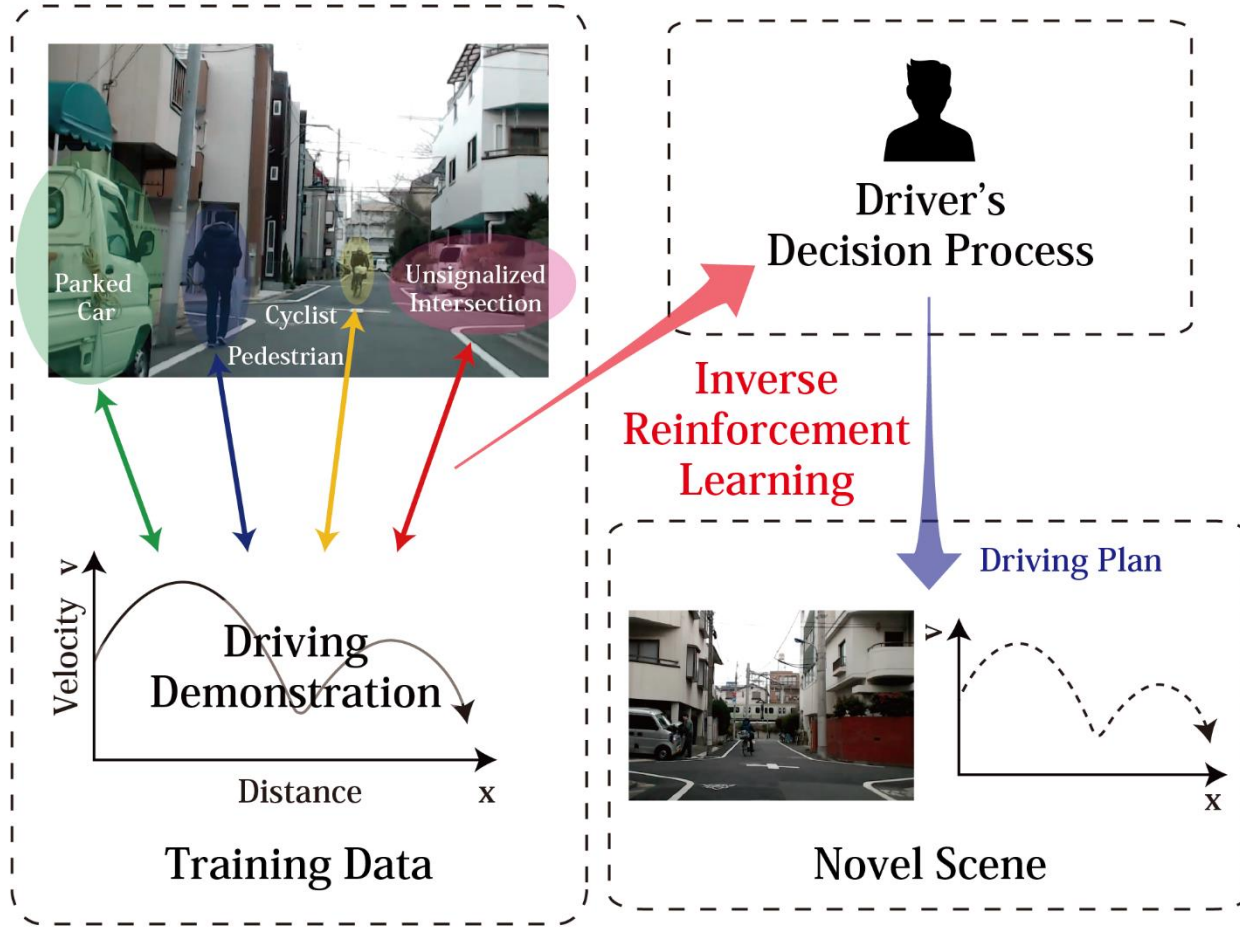 Parked
Car
Cyclist
Pedestrian
Unsignalized
Intersection
Velocity v
Driving
Demonstration
Distance x
Training Data
Driver's
Decision Process
Inverse
Reinforcement
Learning
Driving Plan
v
x
Novel Scene